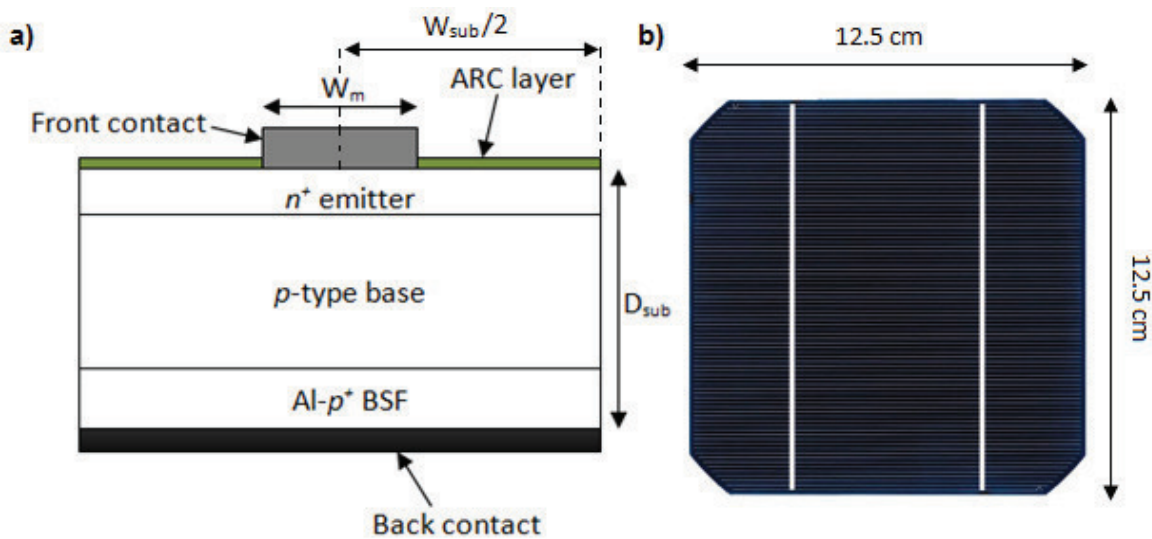 a)
W_sub/2
W_m
ARC layer
Front contact
n⁺ emitter
p-type base
D_sub
Al-p⁺ BSF
Back contact
b)
12.5 cm
12.5 cm